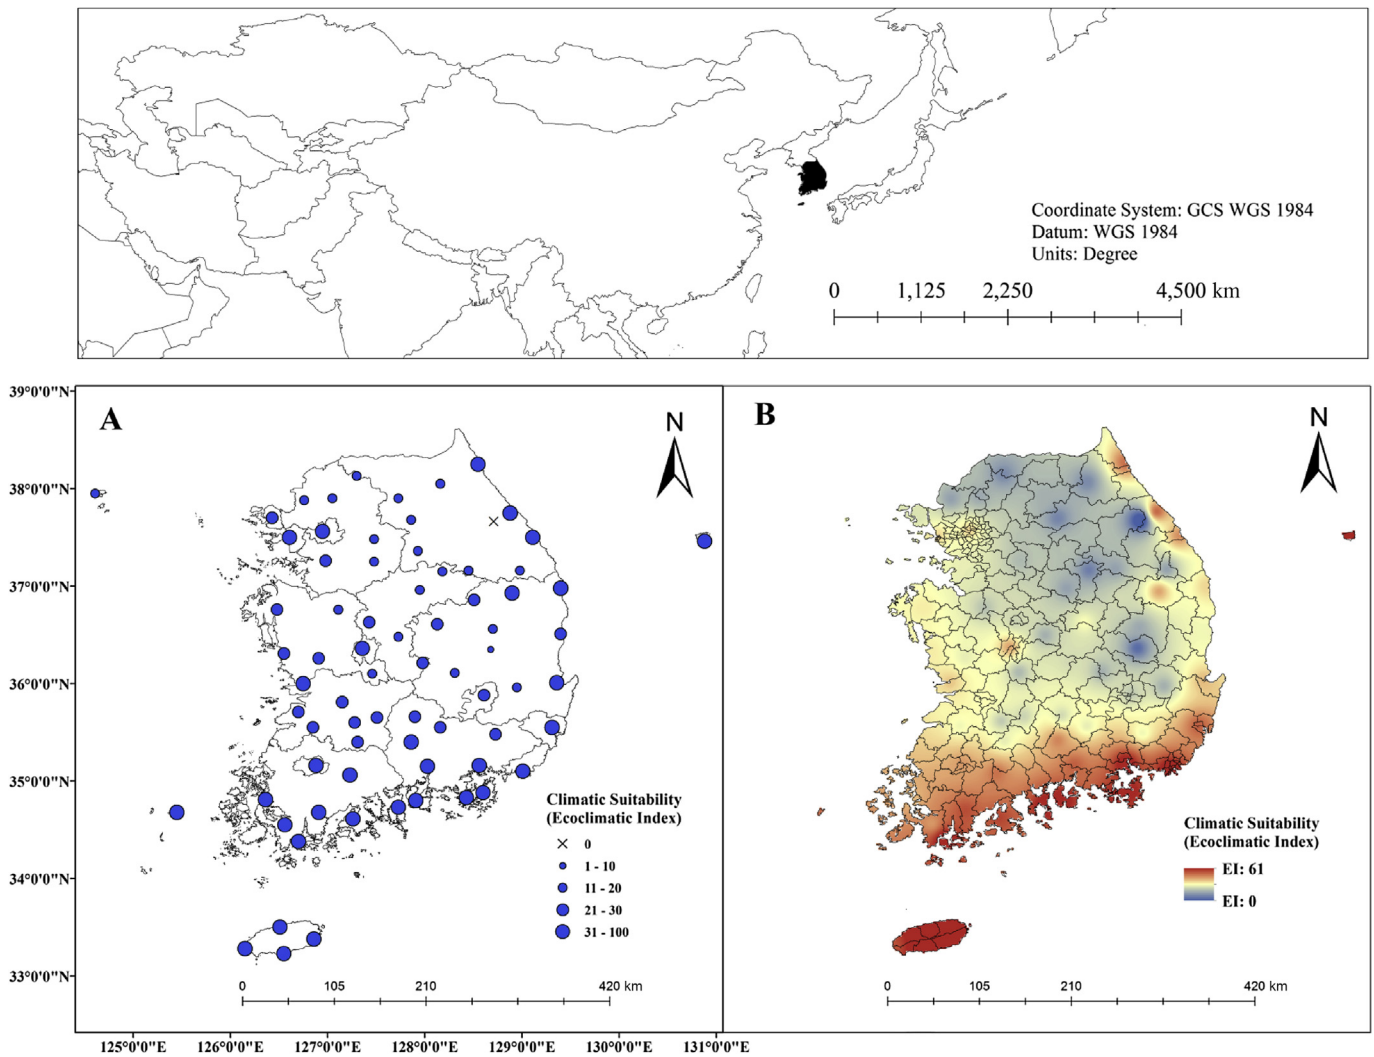 Coordinate System: GCS WGS 1984
Datum: WGS 1984
Units: Degree
0 1,125 2,250 4,500 km
39°0'0"N
38°0'0"N
37°0'0"N
36°0'0"N
35°0'0"N
34°0'0"N
33°0'0"N
A
N
Climatic Suitability
(Ecoclimatic Index)
0
1 - 10
11 - 20
21 - 30
31 - 100
0 105 210 420 km
125°0'0"E 126°0'0"E 127°0'0"E 128°0'0"E 129°0'0"E 130°0'0"E 131°0'0"E
B
N
Climatic Suitability
(Ecoclimatic Index)
EI: 61
EI: 0
0 105 210 420 km